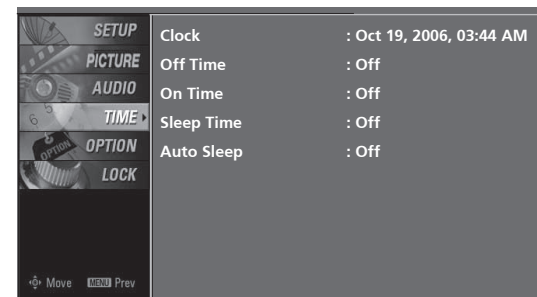 SETUP
PICTURE
AUDIO
TIME
OPTION
LOCK
Move MENU Prev
Clock : Oct 19, 2006, 03:44 AM
Off Time : Off
On Time : Off
Sleep Time : Off
Auto Sleep : Off